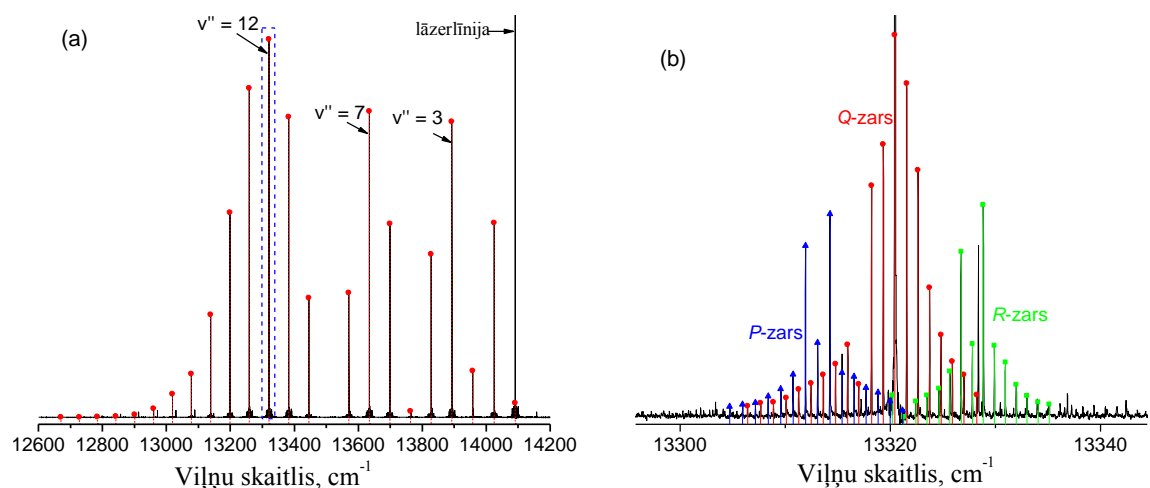 (a)
v'' = 12
v'' = 7
v'' = 3
lāzerlīnija
12600 12800 13000 13200 13400 13600 13800 14000 14200
Viļņu skaitlis, cm-1
(b)
Q-zars
P-zars
R-zars
13300 13320 13340
Viļņu skaitlis, cm-1